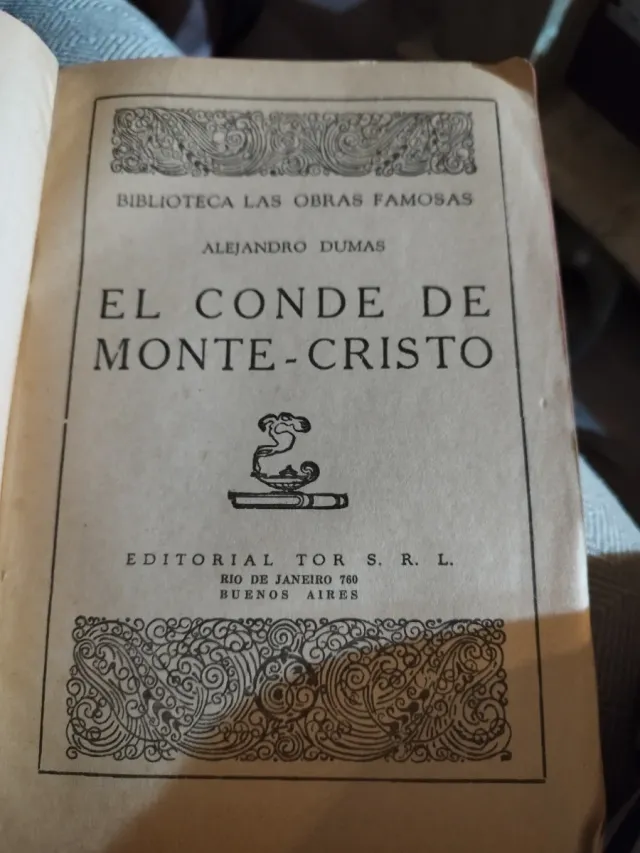 BIBLIOTECA LAS OBRAS FAMOSAS
ALEJANDRO DUMAS
EL CONDE DE
MONTE-CRISTO
EDITORIAL TOR S. R. L.
RIO DE JANEIRO 760
BUENOS AIRES